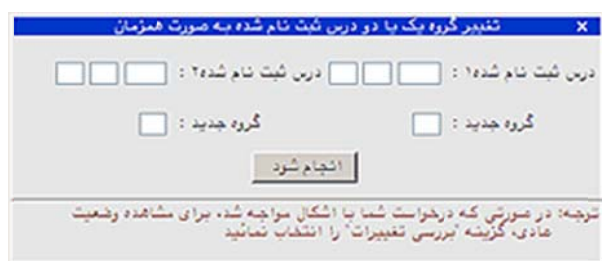 تغییر گروه یک یا دو درس ثبت نام شده به صورت همزمان
درس ثبت نام شده۱ : درس ثبت نام شده۲ :
گروه جدید : گروه جدید :
انجام شود
توجه: در صورتی که درخواست شما با اشکال مواجه شد، برای مشاهده وضعیت
عادی، گزینه "بررسی تغییرات" را انتخاب نمائید